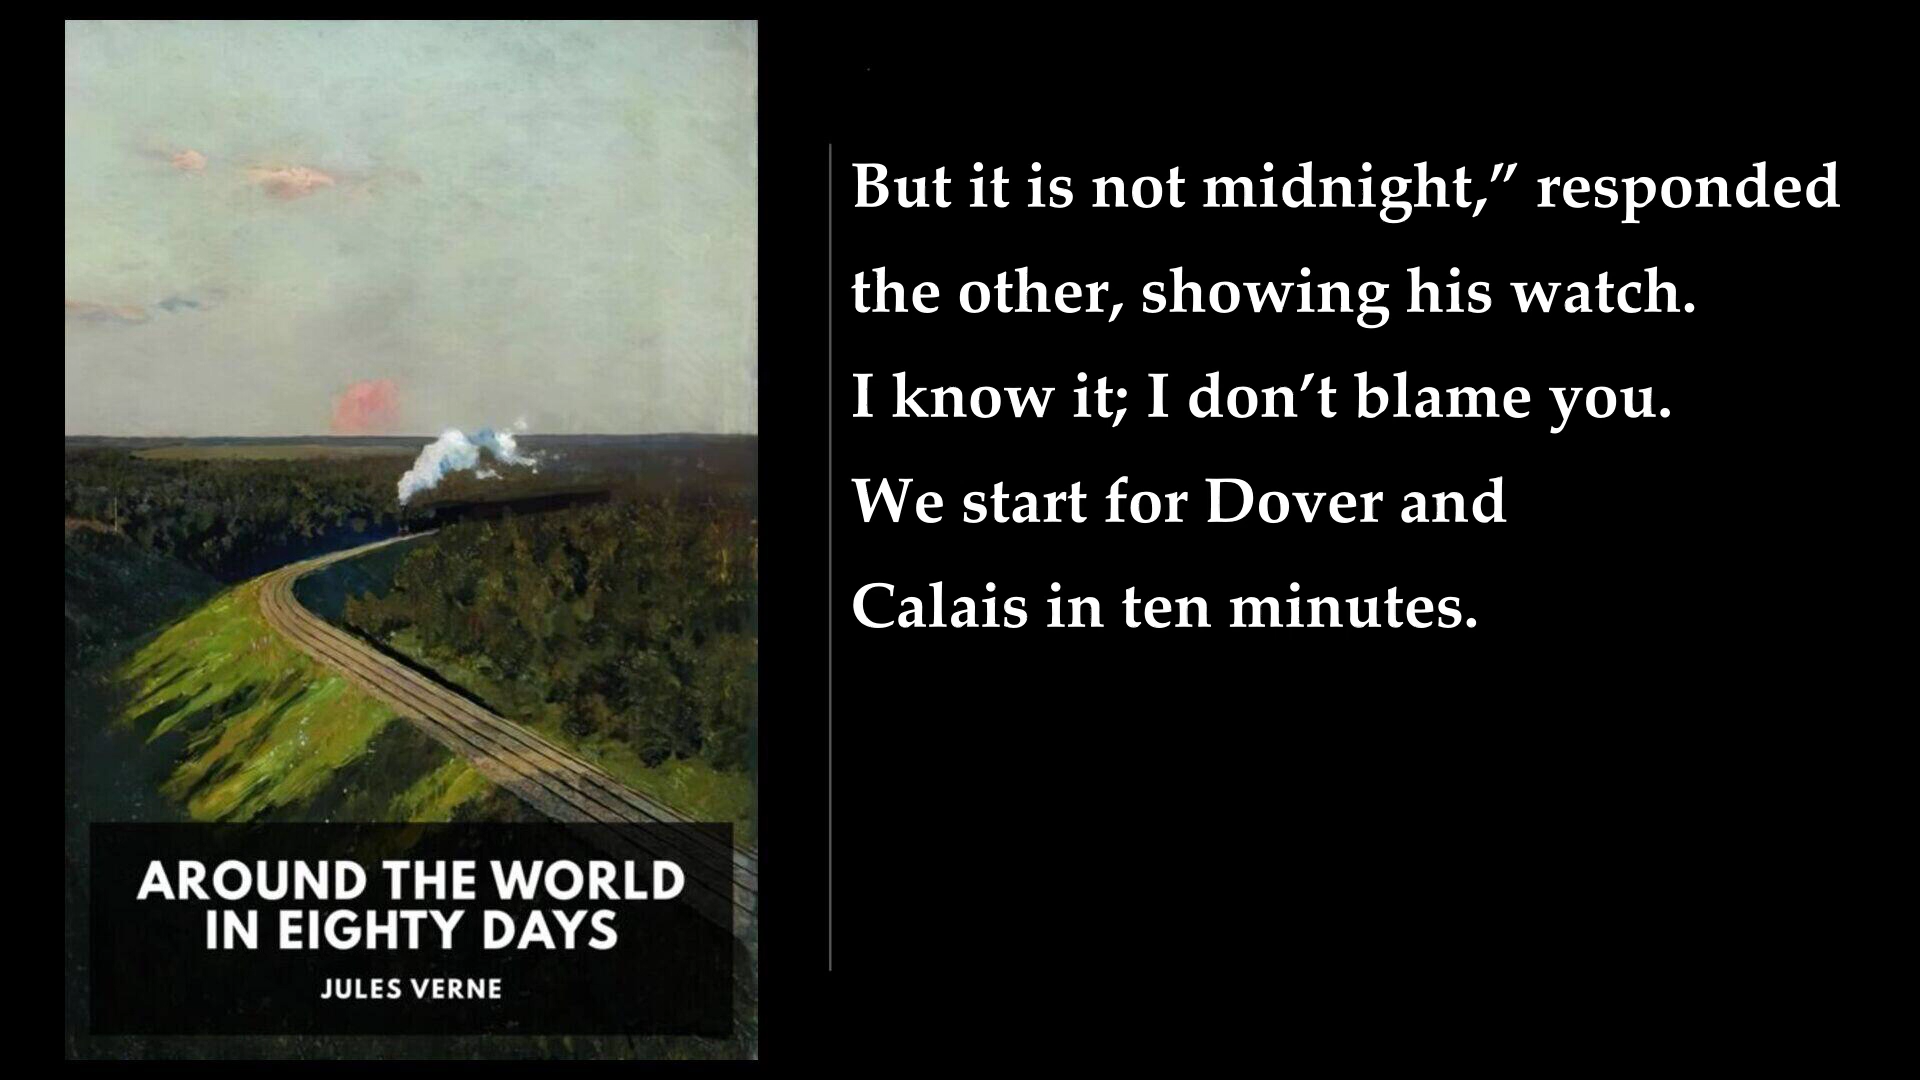 AROUND THE WORLD
IN EIGHTY DAYS
JULES VERNE
But it is not midnight,” responded
the other, showing his watch.
I know it; I don’t blame you.
We start for Dover and
Calais in ten minutes.